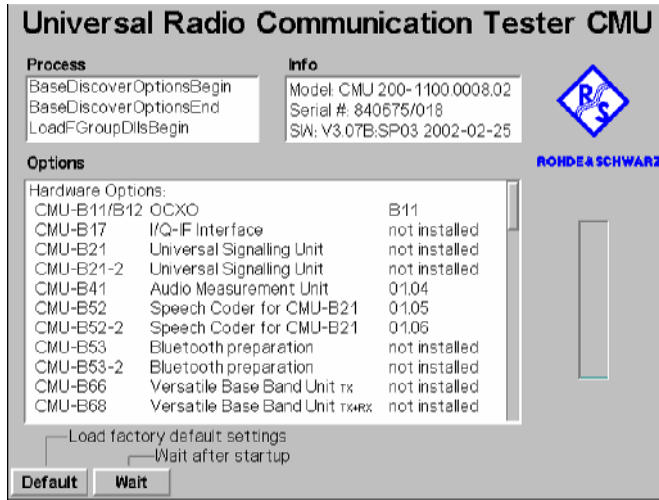 Universal Radio Communication Tester CMU
Process
BaseDiscoverOptionsBegin
BaseDiscoverOptionsEnd
LoadFGroupDllsBegin
Info
Model: CMU 200-1100.0008.02
Serial #: 840675/018
SW: V3.07B:SP03 2002-02-25
R S
ROHDE&SCHWARZ
Options
Hardware Options:
CMU-B11/B12 OCXO B11
CMU-B17 I/Q-IF Interface not installed
CMU-B21 Universal Signalling Unit not installed
CMU-B21-2 Universal Signalling Unit not installed
CMU-B41 Audio Measurement Unit 01.04
CMU-B52 Speech Coder for CMU-B21 01.05
CMU-B52-2 Speech Coder for CMU-B21 01.06
CMU-B53 Bluetooth preparation not installed
CMU-B53-2 Bluetooth preparation not installed
CMU-B66 Versatile Base Band Unit TX not installed
CMU-B68 Versatile Base Band Unit TX+RX not installed
Load factory default settings
Wait after startup
Default Wait